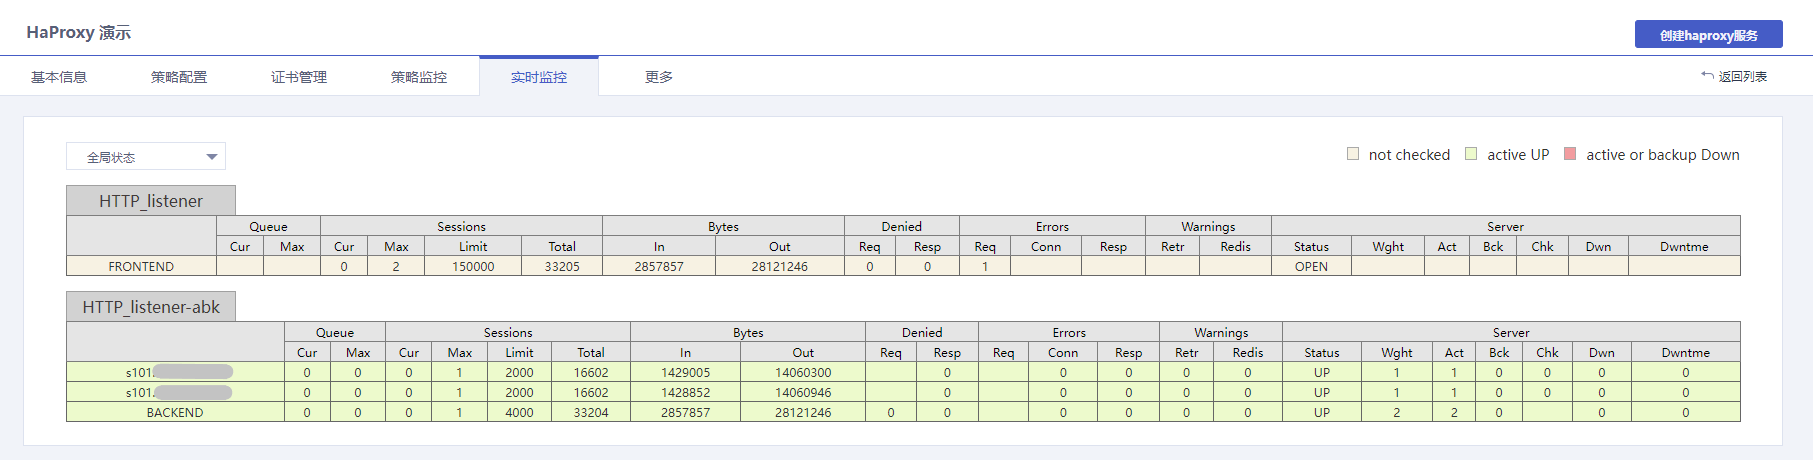 HaProxy 演示
创建haproxy服务
基本信息 策略配置 证书管理 策略监控 实时监控 更多 返回列表
全局状态
not checked active UP active or backup Down
HTTP_listener
Queue Sessions Bytes Denied Errors Warnings Server
Cur Max Cur Max Limit Total In Out Req Resp Req Conn Resp Retr Redis Status Wght Act Bck Chk Dwn Dwntme
FRONTEND 0 2 150000 33205 2857857 28121246 0 0 1 OPEN
HTTP_listener-abk
Queue Sessions Bytes Denied Errors Warnings Server
Cur Max Cur Max Limit Total In Out Req Resp Req Conn Resp Retr Redis Status Wght Act Bck Chk Dwn Dwntme
s101. 0 0 0 1 2000 16602 1429005 14060300 0 0 0 0 0 UP 1 1 0 0 0 0
s101. 0 0 0 1 2000 16602 1428852 14060946 0 0 0 0 0 UP 1 1 0 0 0 0
BACKEND 0 0 0 1 4000 33204 2857857 28121246 0 0 0 0 0 0 UP 2 2 0 0 0